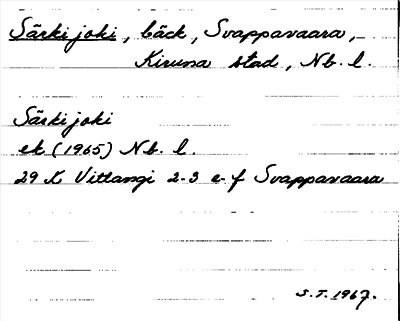 Särkijoki, bäck, Svappavaara,
Kiruna stad, Nb. l.
Särkijoki
ek (1965) Nb. l.
29 K Vittangi 2-3 e-f Svappavaara
S.T. 1967.